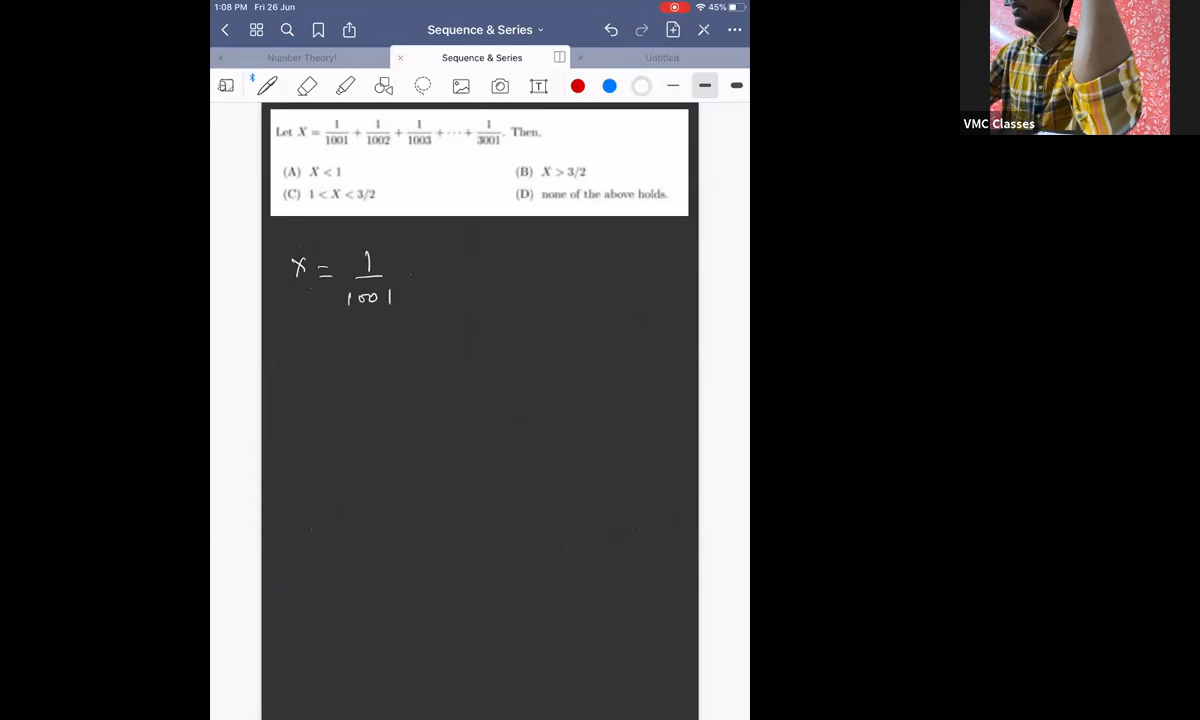 1:08 PM Fri 26 Jun 45%
Sequence & Series
Number Theory! Sequence & Series Untitled
VMC Classes
Let X = 1/1001 + 1/1002 + 1/1003 + ··· + 1/3001. Then,
(A) X < 1 (B) X > 3/2
(C) 1 < X < 3/2 (D) none of the above holds.
X = 1/1001